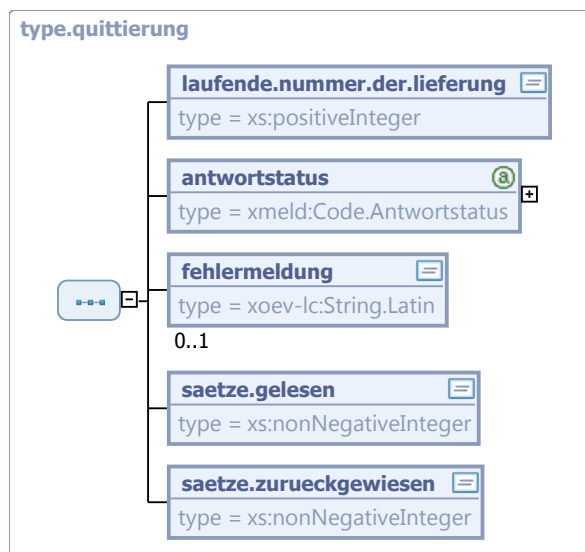 type.quittierung
laufende.nummer.der.lieferung
type = xs:positiveInteger
antwortstatus
type = xmeld:Code.Antwortstatus
fehlermeldung
type = xoev-lc:String.Latin
0..1
saetze.gelesen
type = xs:nonNegativeInteger
saetze.zurueckgewiesen
type = xs:nonNegativeInteger